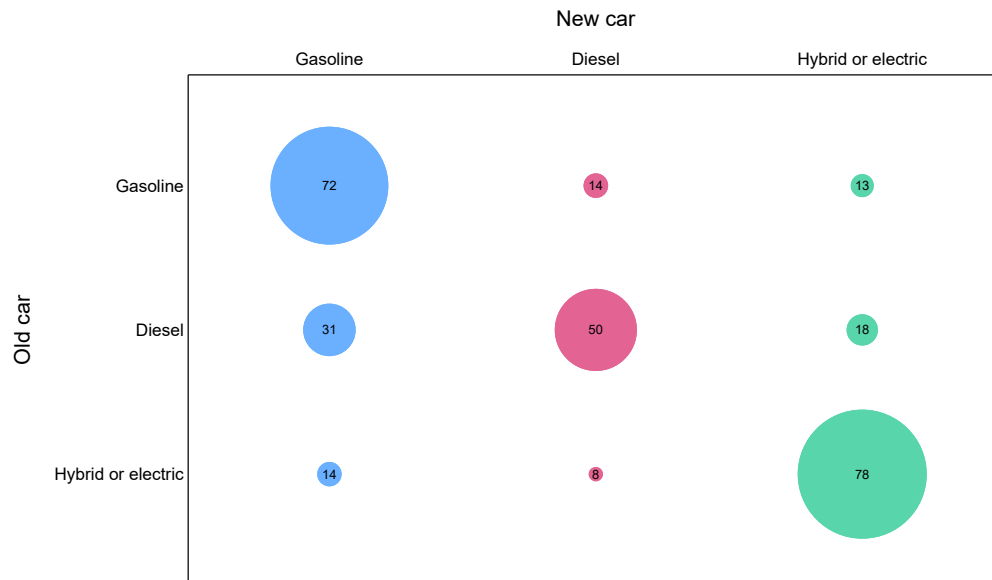 New car
Gasoline Diesel Hybrid or electric
Gasoline 72 14 13
Old car
Diesel 31 50 18
Hybrid or electric 14 8 78